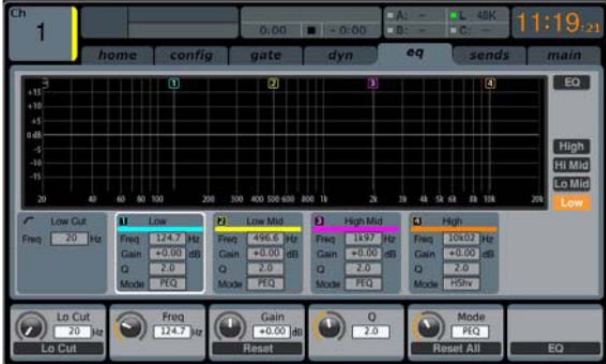 Ch 1
0:00 - 0:00
A: - L 48K
B: - C: -
11:19:21
home config gate dyn eq sends main
1 2 3 4
EQ
+15
+10
+5
0 dB
-5
-10
-15
High
Hi Mid
Lo Mid
Low
20 40 60 80 100 200 300 400 500 600 800 1k 2k 3k 4k 5k 6k 8k 10k 20k
Low Cut
Freq 20 Hz
1 Low
Freq 124.7 Hz
Gain +0.00 dB
Q 2.0
Mode PEQ
2 Low Mid
Freq 496.6 Hz
Gain +0.00 dB
Q 2.0
Mode PEQ
3 High Mid
Freq 1k97 Hz
Gain +0.00 dB
Q 2.0
Mode PEQ
4 High
Freq 10k02 Hz
Gain +0.00 dB
Q 2.0
Mode HShv
Lo Cut
20 Hz
Lo Cut
Freq
124.7 Hz
Gain
+0.00 dB
Reset
Q
2.0
Mode
PEQ
Reset All
EQ